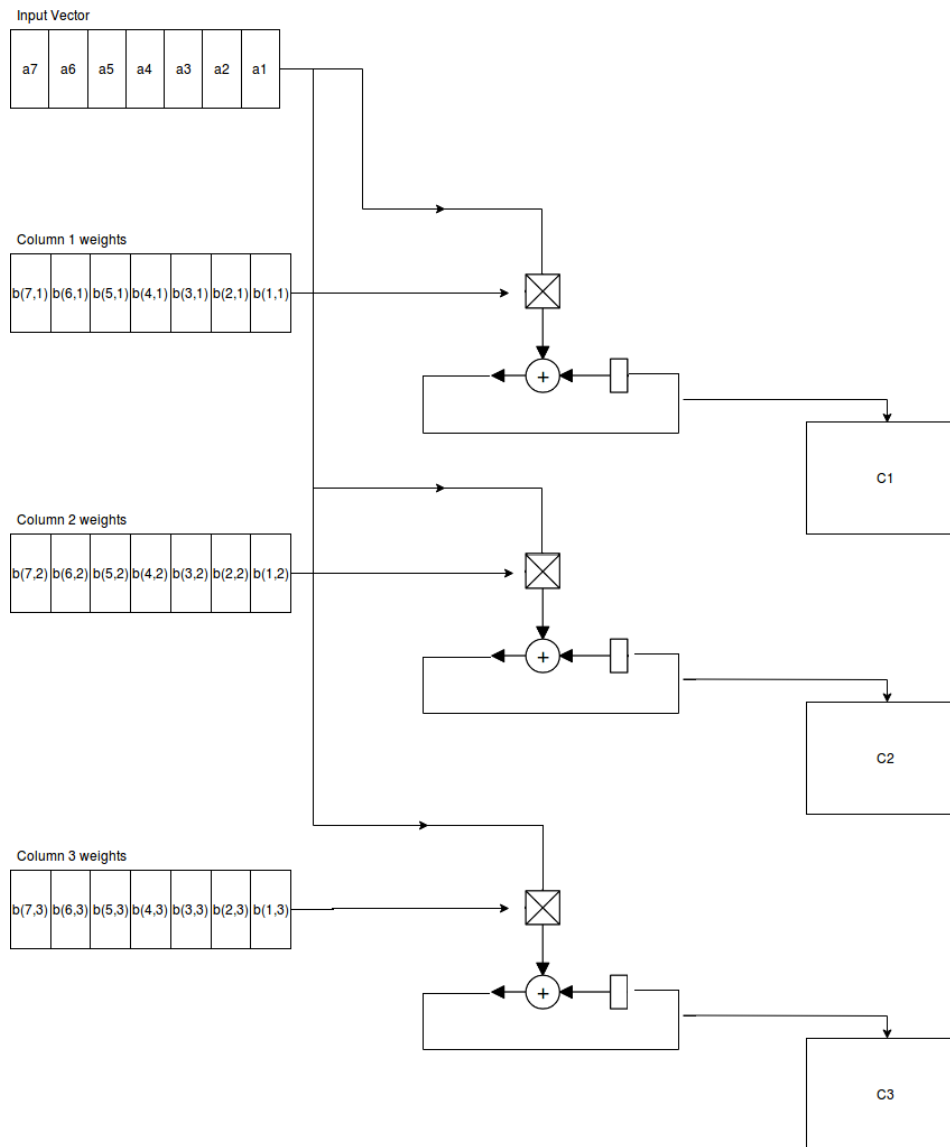 Input Vector
a7 a6 a5 a4 a3 a2 a1
Column 1 weights
b(7,1) b(6,1) b(5,1) b(4,1) b(3,1) b(2,1) b(1,1)
+
C1
Column 2 weights
b(7,2) b(6,2) b(5,2) b(4,2) b(3,2) b(2,2) b(1,2)
+
C2
Column 3 weights
b(7,3) b(6,3) b(5,3) b(4,3) b(3,3) b(2,3) b(1,3)
+
C3